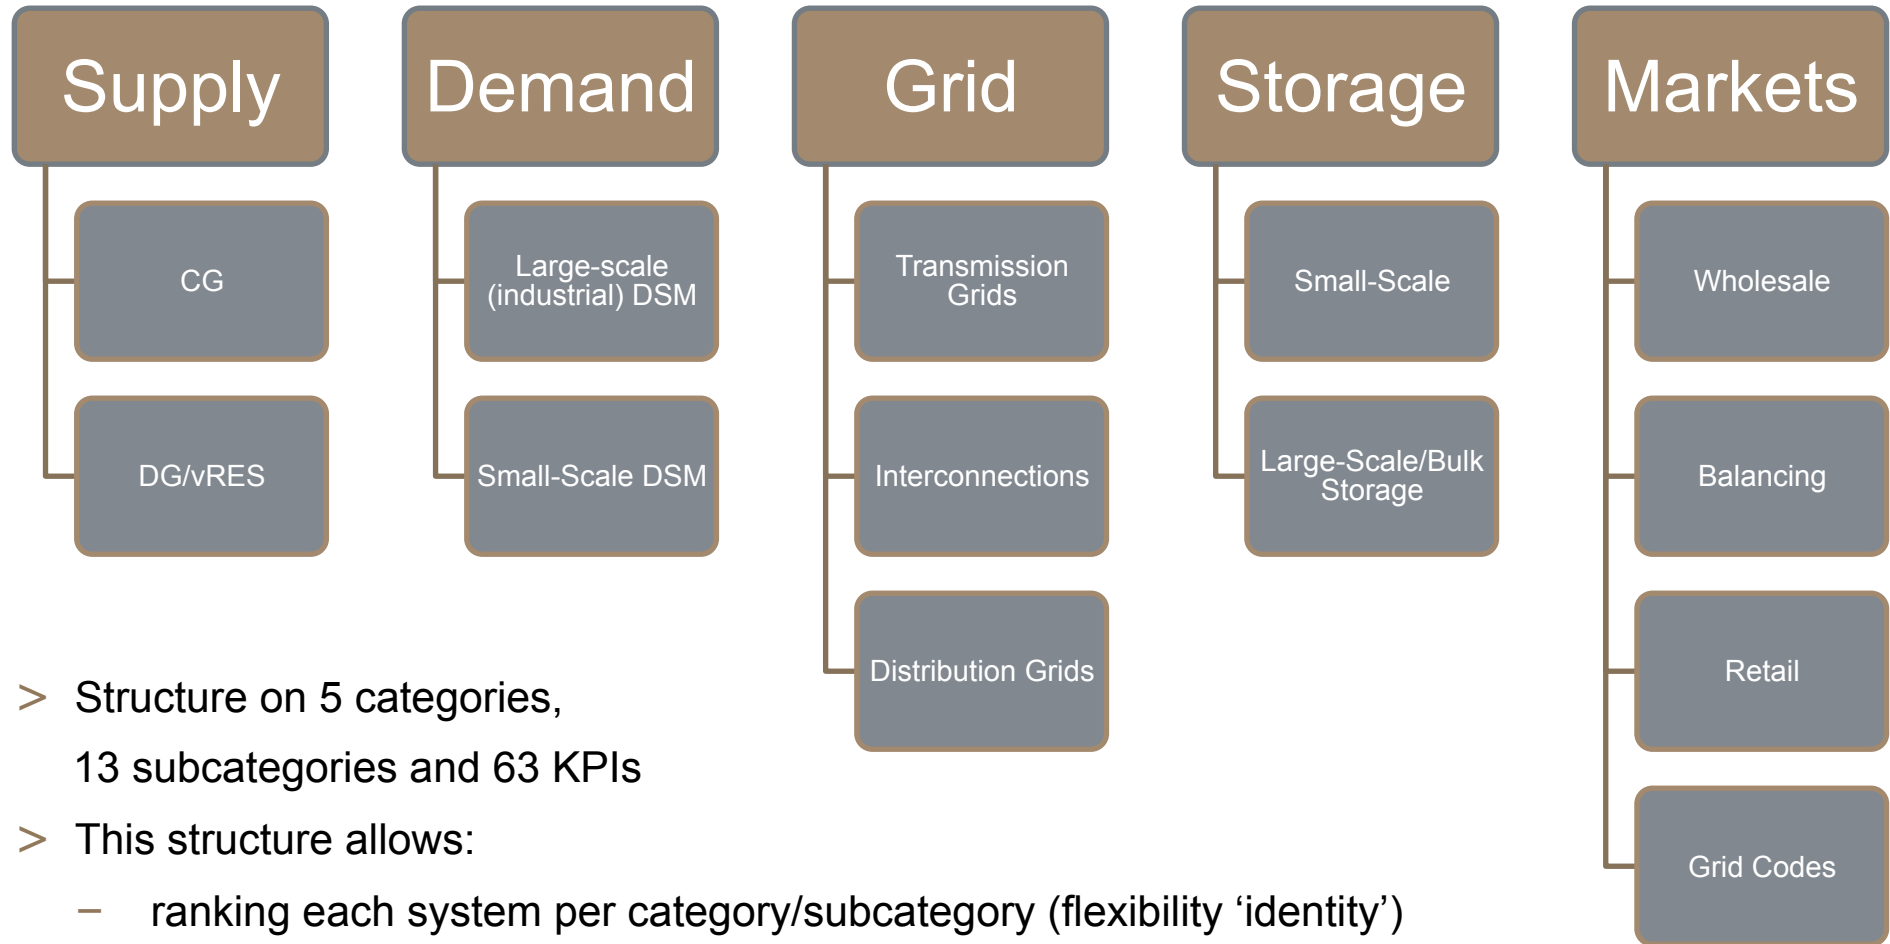 Supply
Demand
Grid
Storage
Markets
CG
Large-scale
(industrial) DSM
Transmission
Grids
Small-Scale
Wholesale
DG/vRES
Small-Scale DSM
Interconnections
Large-Scale/Bulk
Storage
Balancing
Distribution Grids
Retail
Grid Codes
> Structure on 5 categories,
13 subcategories and 63 KPIs
> This structure allows:
– ranking each system per category/subcategory (flexibility ‘identity’)